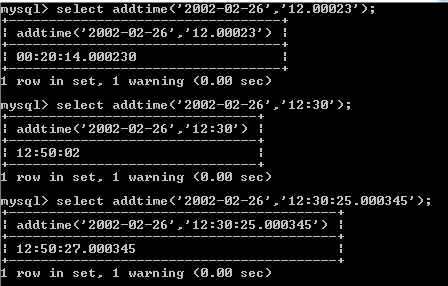 mysql> select addtime('2002-02-26','12.00023');
+--------------------------------+
| addtime('2002-02-26','12.00023') |
+--------------------------------+
| 00:20:14.000230 |
+--------------------------------+
1 row in set, 1 warning (0.00 sec)
mysql> select addtime('2002-02-26','12:30');
+-------------------------------+
| addtime('2002-02-26','12:30') |
+-------------------------------+
| 12:50:02 |
+-------------------------------+
1 row in set, 1 warning (0.00 sec)
mysql> select addtime('2002-02-26','12:30:25.000345');
+-----------------------------------------+
| addtime('2002-02-26','12:30:25.000345') |
+-----------------------------------------+
| 12:50:27.000345 |
+-----------------------------------------+
1 row in set, 1 warning (0.00 sec)